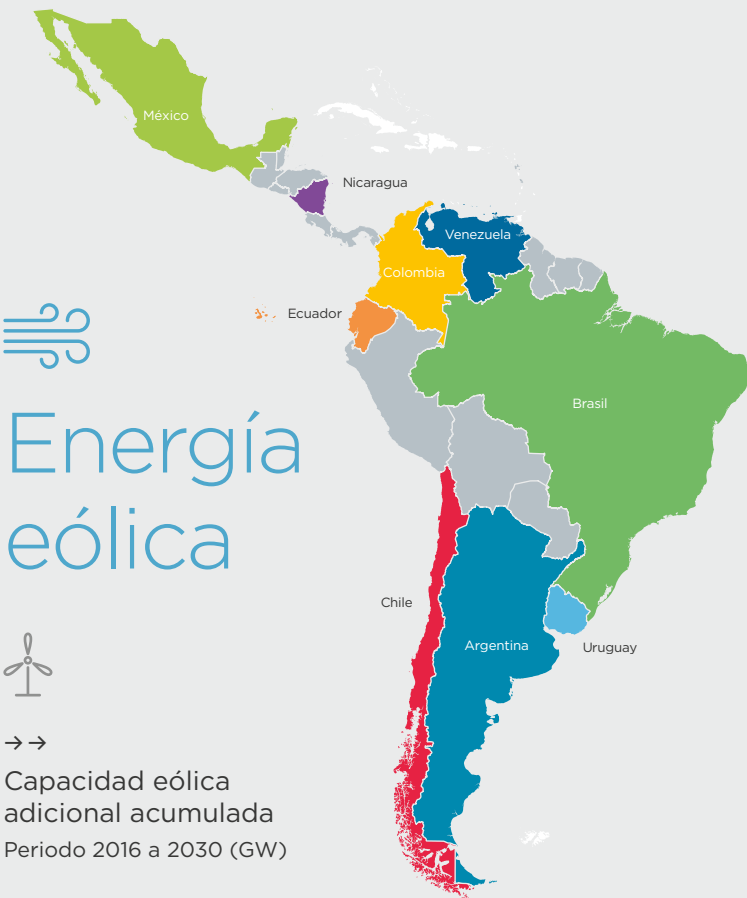 México
Nicaragua
Venezuela
Colombia
Ecuador
Brasil
Energía
eólica
Chile
Argentina
Uruguay
→→
Capacidad eólica
adicional acumulada
Periodo 2016 a 2030 (GW)